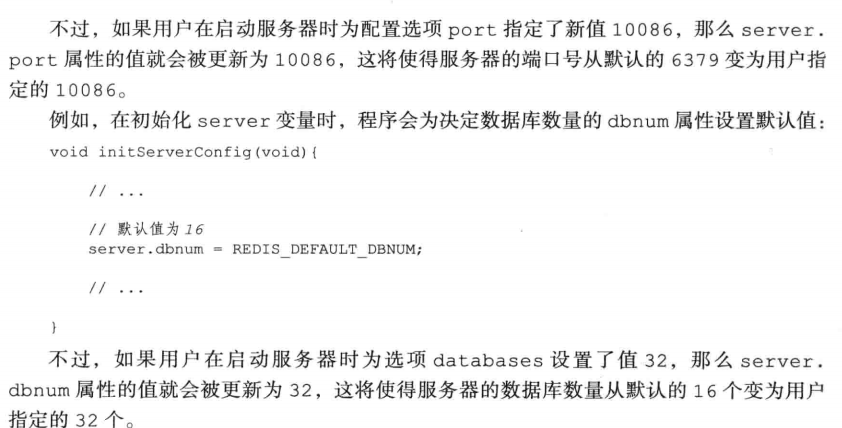 不过，如果用户在启动服务器时为配置选项 port 指定了新值 10086，那么 server.
port 属性的值就会被更新为 10086，这将使得服务器的端口号从默认的 6379 变为用户指
定的 10086。
例如，在初始化 server 变量时，程序会为决定数据库数量的 dbnum 属性设置默认值：
void initServerConfig(void){
// ...
// 默认值为 16
server.dbnum = REDIS_DEFAULT_DBNUM;
// ...
}
不过，如果用户在启动服务器时为选项 databases 设置了值 32，那么 server.
dbnum 属性的值就会被更新为 32，这将使得服务器的数据库数量从默认的 16 个变为用户
指定的 32 个。